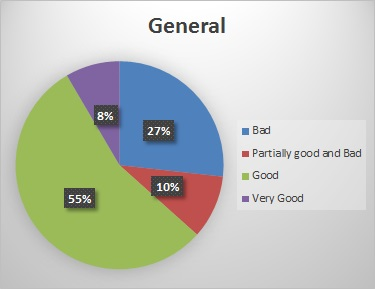 General
27%
10%
55%
8%
Bad
Partially good and Bad
Good
Very Good